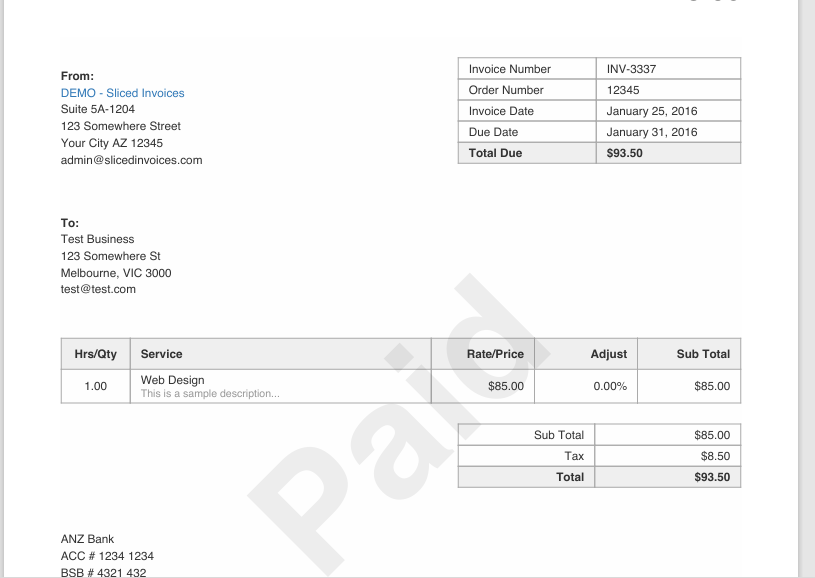 From:
DEMO - Sliced Invoices
Suite 5A-1204
123 Somewhere Street
Your City AZ 12345
admin@slicedinvoices.com
Invoice Number INV-3337
Order Number 12345
Invoice Date January 25, 2016
Due Date January 31, 2016
Total Due $93.50
To:
Test Business
123 Somewhere St
Melbourne, VIC 3000
test@test.com
Hrs/Qty Service Rate/Price Adjust Sub Total
1.00 Web Design $85.00 0.00% $85.00
This is a sample description...
Sub Total $85.00
Tax $8.50
Total $93.50
Paid
ANZ Bank
ACC # 1234 1234
BSB # 4321 432